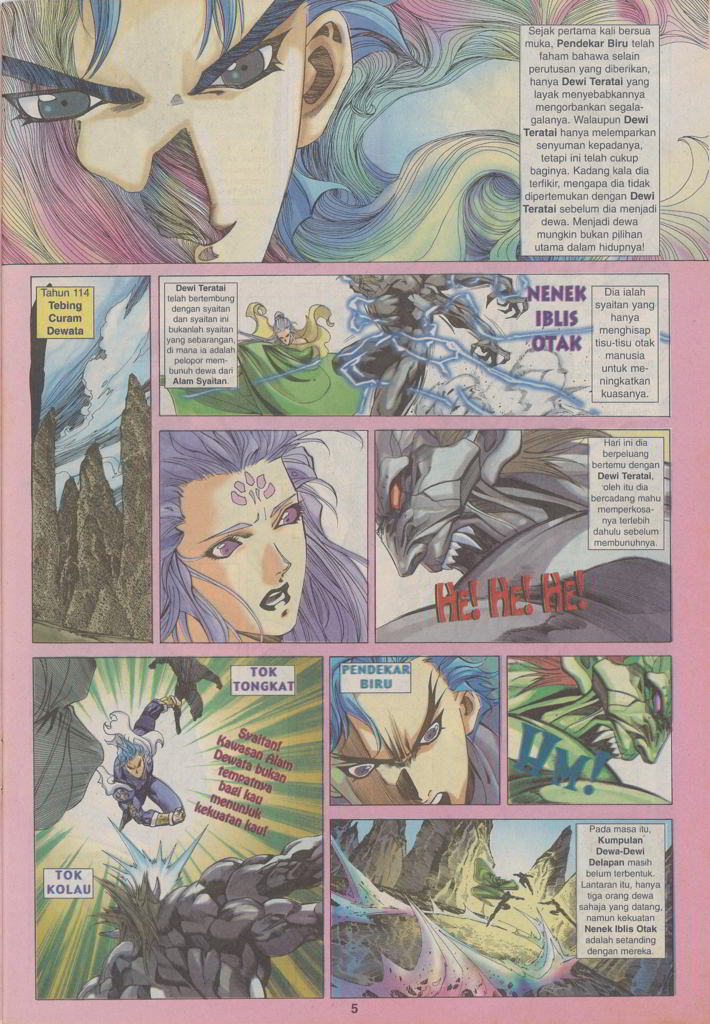 Sejak pertama kali bersua
muka, Pendekar Biru telah
faham bahawa selain
perutusan yang diberikan,
hanya Dewi Teratai yang
layak menyebabkannya
mengorbankan segala-
galanya. Walaupun Dewi
Teratai hanya melemparkan
senyuman kepadanya,
tetapi ini telah cukup
baginya. Kadang kala dia
terfikir, mengapa dia tidak
dipertemukan dengan Dewi
Teratai sebelum dia menjadi
dewa. Menjadi dewa
mungkin bukan pilihan
utama dalam hidupnya!
Tahun 114
Tebing
Curam
Dewata
Dewi Teratai
telah bertembung
dengan syaitan
dan syaitan ini
bukanlah syaitan
yang sebarangan,
di mana ia adalah
pelopor mem-
bunuh dewa dari
Alam Syaitan.
NENEK
IBLIS
OTAK
Dia ialah
syaitan yang
hanya
menghisap
tisu-tisu otak
manusia
untuk me-
ningkatkan
kuasanya.
Hari ini dia
berpeluang
bertemu dengan
Dewi Teratai,
oleh itu dia
bercadang mahu
memperkosa-
nya terlebih
dahulu sebelum
membunuhnya.
HE! HE! HE!
TOK
TONGKAT
Syaitan!
Kawasan Alam
Dewata bukan
tempatnya
bagi kau
menunjuk
kekuatan kau!
TOK
KOLAU
PENDEKAR
BIRU
HM!
Pada masa itu,
Kumpulan
Dewa-Dewi
Delapan masih
belum terbentuk.
Lantaran itu, hanya
tiga orang dewa
sahaja yang datang,
namun kekuatan
Nenek Iblis Otak
adalah setanding
dengan mereka.
5